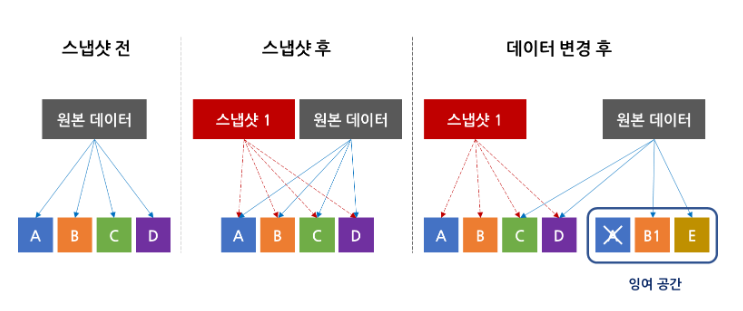 스냅샷 전
스냅샷 후
데이터 변경 후
원본 데이터
스냅샷 1
원본 데이터
스냅샷 1
원본 데이터
A B C D
A B C D
A B C D
A B1 E
잉여 공간